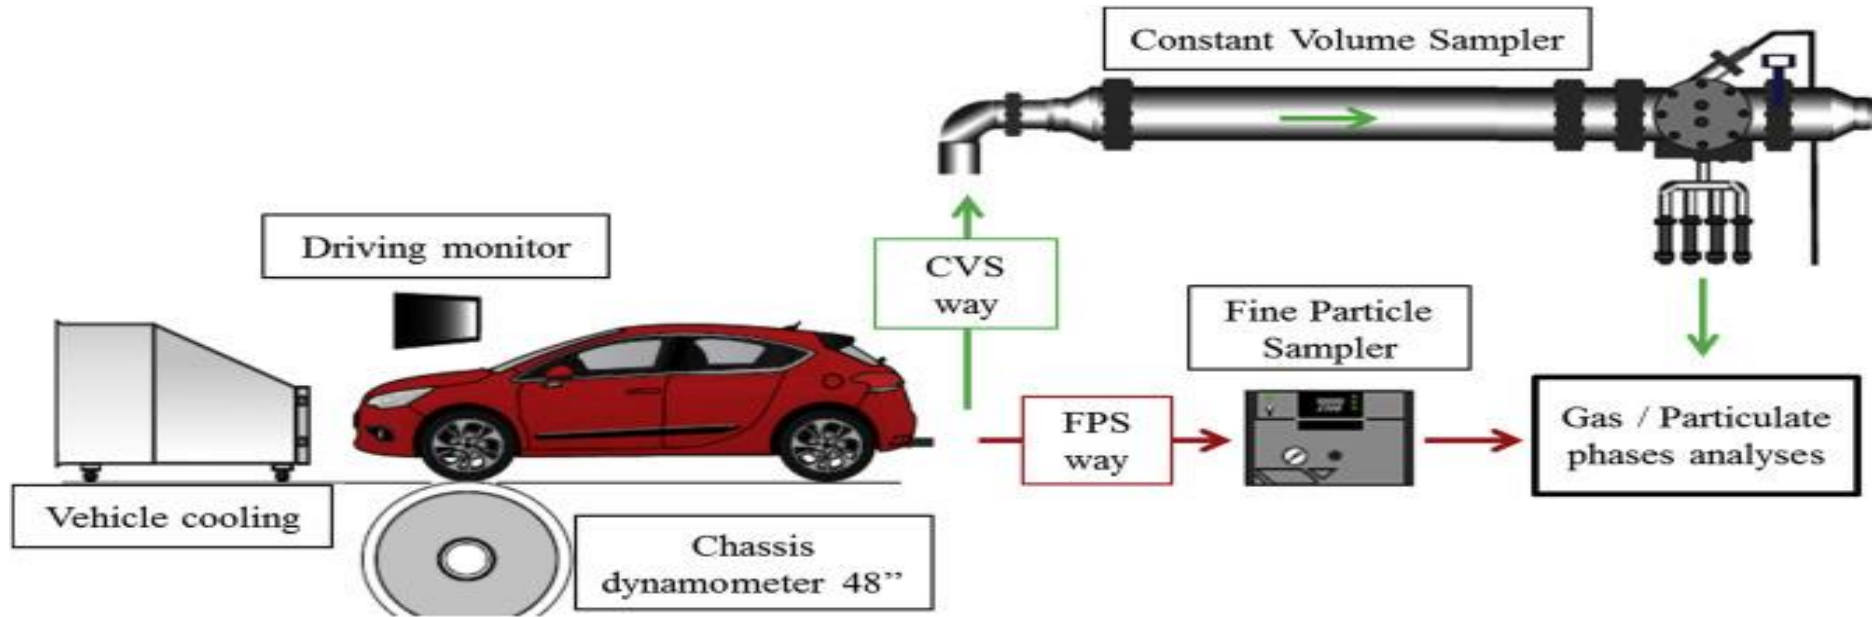 Constant Volume Sampler
Driving monitor
CVS
way
Fine Particle
Sampler
FPS
way
Gas / Particulate
phases analyses
Vehicle cooling
Chassis
dynamometer 48”